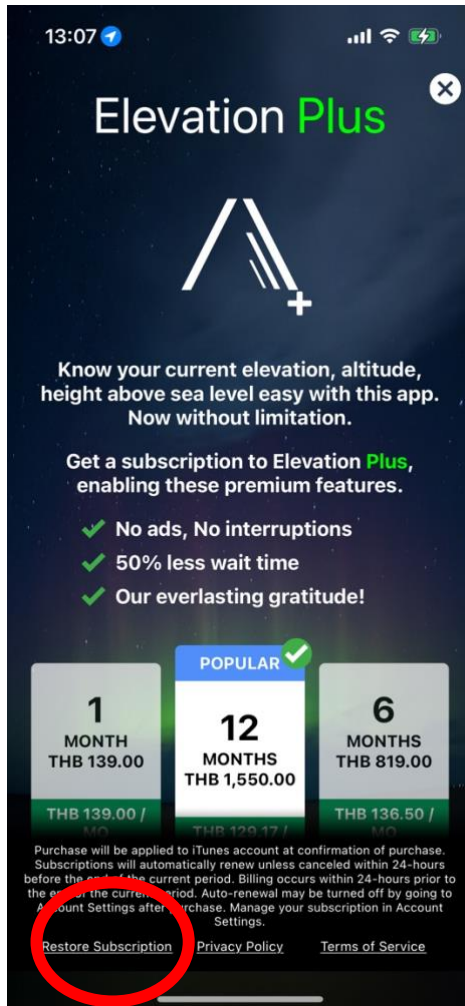 13:07
Elevation Plus
Know your current elevation, altitude,
height above sea level easy with this app.
Now without limitation.
Get a subscription to Elevation Plus,
enabling these premium features.
No ads, No interruptions
50% less wait time
Our everlasting gratitude!
POPULAR
1
MONTH
THB 139.00
12
MONTHS
THB 1,550.00
6
MONTHS
THB 819.00
THB 139.00 /
MO
THB 129.17 /
THB 136.50 /
MO
Purchase will be applied to iTunes account at confirmation of purchase.
Subscriptions will automatically renew unless canceled within 24-hours
before the end of the current period. Billing occurs within 24-hours prior to
the end of the current period. Auto-renewal may be turned off by going to
Account Settings after purchase. Manage your subscription in Account
Settings.
Restore Subscription Privacy Policy Terms of Service